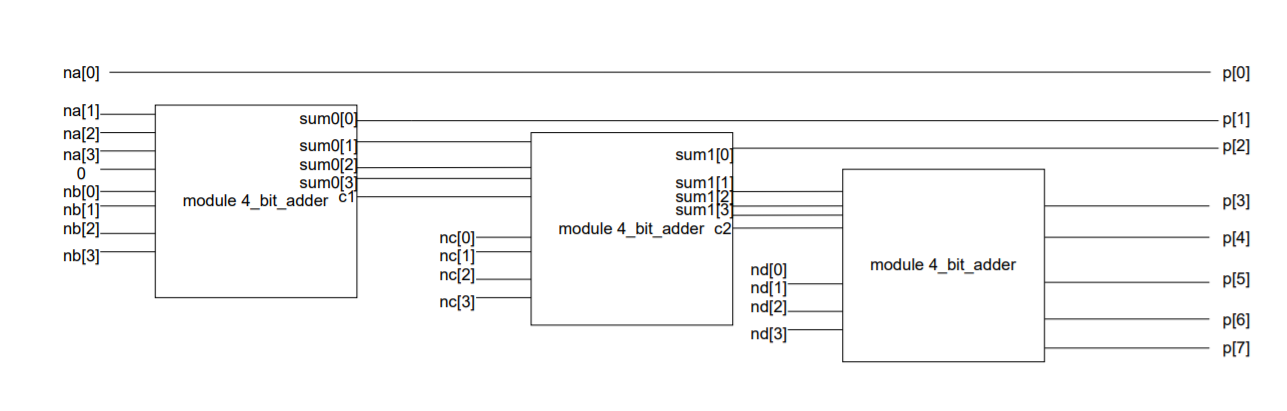 na[0]
p[0]
na[1]
sum0[0]
p[1]
na[2]
sum0[1]
p[2]
na[3]
sum0[2]
sum1[0]
0
sum0[3]
sum1[1]
nb[0]
module 4_bit_adder
c1
sum1[2]
p[3]
nb[1]
sum1[3]
nb[2]
module 4_bit_adder
c2
nc[0]
p[4]
nb[3]
nc[1]
module 4_bit_adder
nc[2]
nd[0]
p[5]
nd[1]
nc[3]
nd[2]
p[6]
nd[3]
p[7]